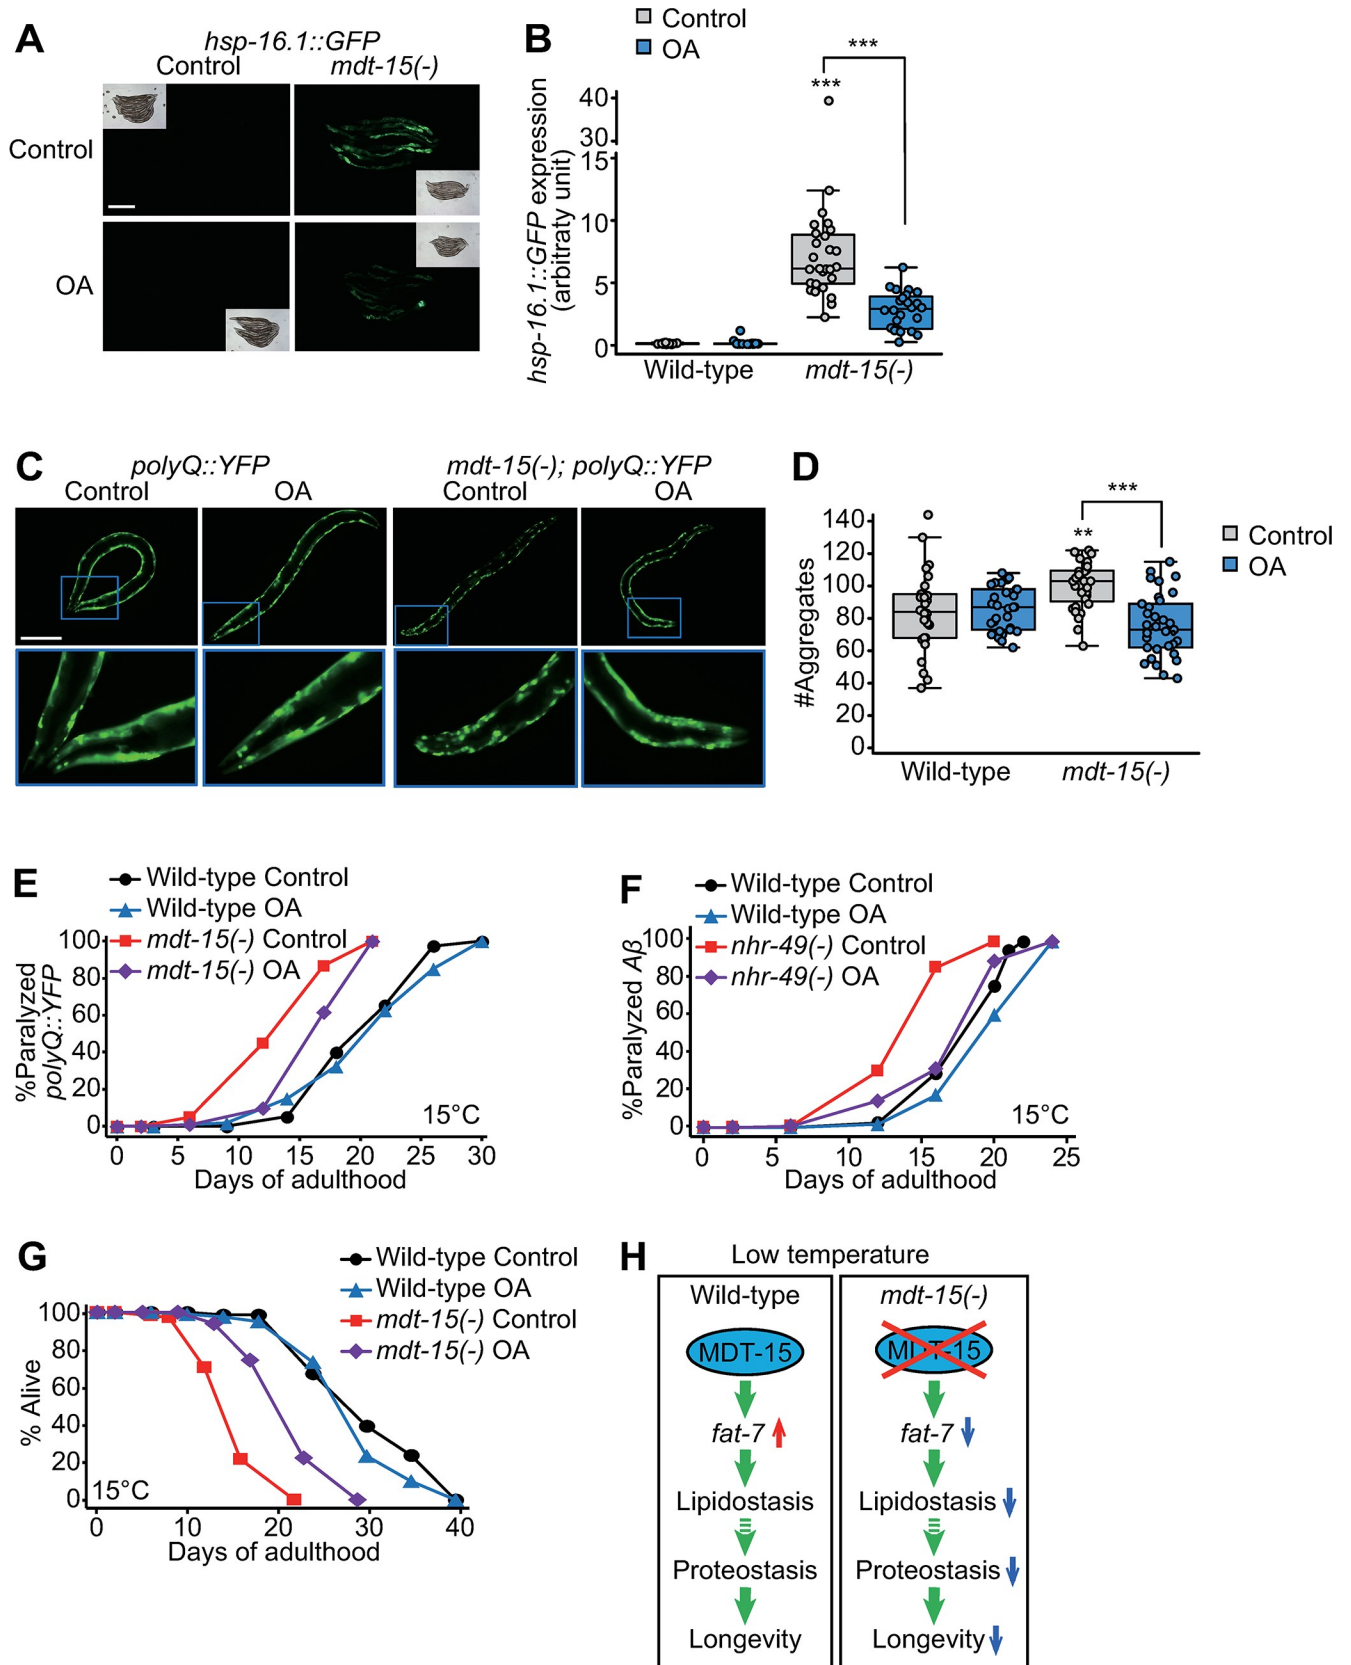 A
hsp-16.1::GFP
Control
mdt-15(-)
Control
OA
B
Control
OA
hsp-16.1::GFP expression
(arbitraty unit)
***
***
40
30
15
10
5
0
Wild-type
mdt-15(-)
C
polyQ::YFP
mdt-15(-); polyQ::YFP
Control
OA
Control
OA
D
#Aggregates
***
**
140
120
100
80
60
40
20
0
Wild-type
mdt-15(-)
Control
OA
E
Wild-type Control
Wild-type OA
mdt-15(-) Control
mdt-15(-) OA
%Paralyzed
polyQ::YFP
100
80
60
40
20
0
15°C
0 5 10 15 20 25 30
Days of adulthood
F
Wild-type Control
Wild-type OA
nhr-49(-) Control
nhr-49(-) OA
%Paralyzed Aβ
100
80
60
40
20
0
15°C
0 5 10 15 20 25
Days of adulthood
G
Wild-type Control
Wild-type OA
mdt-15(-) Control
mdt-15(-) OA
% Alive
100
80
60
40
20
0
15°C
0 10 20 30 40
Days of adulthood
H
Low temperature
Wild-type
MDT-15
fat-7
Lipidostasis
Proteostasis
Longevity
mdt-15(-)
MDT-15
fat-7
Lipidostasis
Proteostasis
Longevity